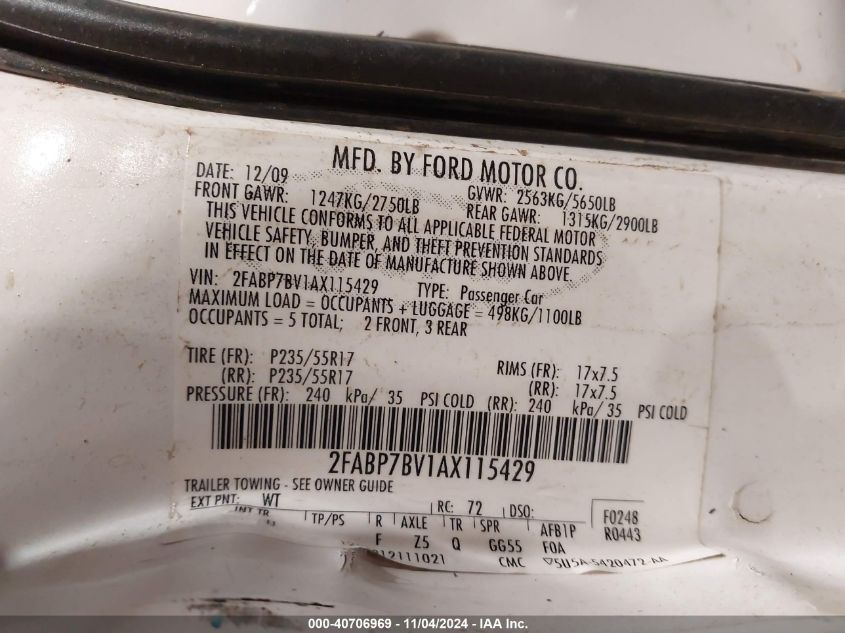 MFD. BY FORD MOTOR CO.
DATE: 12/09 GVWR: 2563KG/5650LB
FRONT GAWR: 1247KG/2750LB REAR GAWR: 1315KG/2900LB
THIS VEHICLE CONFORMS TO ALL APPLICABLE FEDERAL MOTOR
VEHICLE SAFETY, BUMPER, AND THEFT PREVENTION STANDARDS
IN EFFECT ON THE DATE OF MANUFACTURE SHOWN ABOVE.
VIN: 2FABP7BV1AX115429 TYPE: Passenger Car
MAXIMUM LOAD = OCCUPANTS + LUGGAGE = 498KG/1100LB
OCCUPANTS = 5 TOTAL; 2 FRONT, 3 REAR
TIRE (FR): P235/55R17 RIMS (FR): 17x7.5
(RR): P235/55R17 (RR): 17x7.5
PRESSURE (FR): 240 kPa/ 35 PSI COLD (RR): 240 kPa/ 35 PSI COLD
2FABP7BV1AX115429
TRAILER TOWING - SEE OWNER GUIDE
EXT PNT: WT RC: 72 DSO: F0248
INT TR TP/PS R AXLE TR SPR AFB1P R0443
F Z5 Q GG55 F0A
12111021 CMC 5U5A-5420472-AA
000-40706969 - 11/04/2024 - IAA Inc.